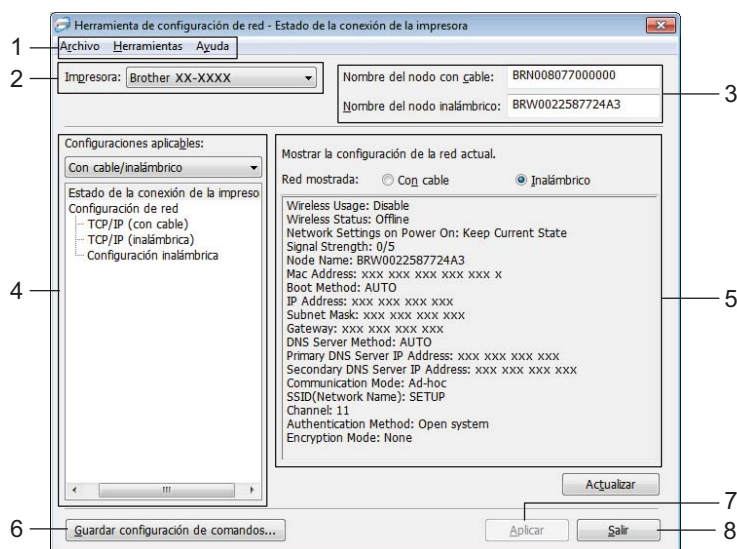 Herramienta de configuración de red - Estado de la conexión de la impresora
1
Archivo Herramientas Ayuda
2
Impresora: Brother XX-XXXX
Nombre del nodo con cable: BRN008077000000
Nombre del nodo inalámbrico: BRW0022587724A3
3
Configuraciones aplicables:
Con cable/inalámbrico
Estado de la conexión de la impreso
Configuración de red
TCP/IP (con cable)
TCP/IP (inalámbrica)
Configuración inalámbrica
4
Mostrar la configuración de la red actual.
Red mostrada: Con cable Inalámbrico
Wireless Usage: Disable
Wireless Status: Offline
Network Settings on Power On: Keep Current State
Signal Strength: 0/5
Node Name: BRW0022587724A3
Mac Address: xxx xxx xxx xxx xxx x
Boot Method: AUTO
IP Address: xxx xxx xxx xxx
Subnet Mask: xxx xxx xxx xxx
Gateway: xxx xxx xxx xxx
DNS Server Method: AUTO
Primary DNS Server IP Address: xxx xxx xxx xxx
Secondary DNS Server IP Address: xxx xxx xxx xxx
Communication Mode: Ad-hoc
SSID(Network Name): SETUP
Channel: 11
Authentication Method: Open system
Encryption Mode: None
5
Actualizar
6
Guardar configuración de comandos...
Aplicar
7
Salir
8